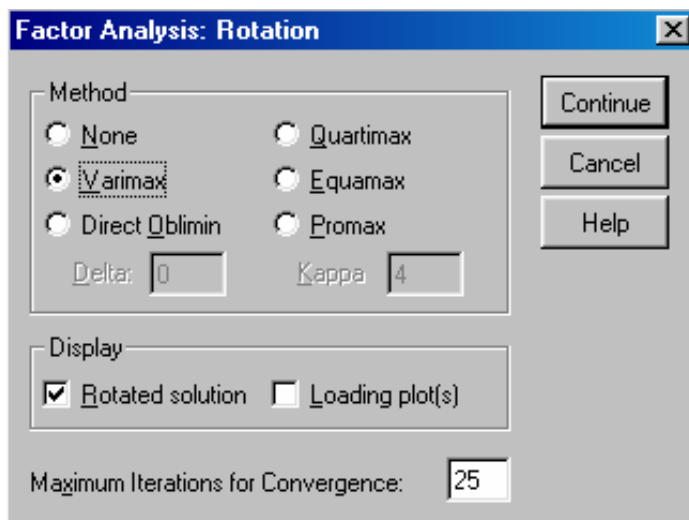 Factor Analysis: Rotation
Method
None
Quartimax
Varimax
Equamax
Direct Oblimin
Promax
Delta: 0
Kappa 4
Display
Rotated solution
Loading plot(s)
Maximum Iterations for Convergence: 25
Continue
Cancel
Help